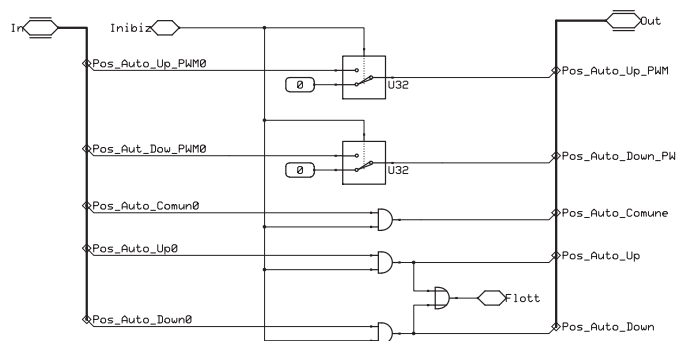 In Inibiz Out
Pos_Auto_Up_PWM0 Pos_Auto_Up_PWM
0 U32
Pos_Aut_Dow_PWM0 Pos_Auto_Down_PW
0 U32
Pos_Auto_Comun0 Pos_Auto_Comune
Pos_Auto_Up0 Pos_Auto_Up
Flott
Pos_Auto_Down0 Pos_Auto_Down